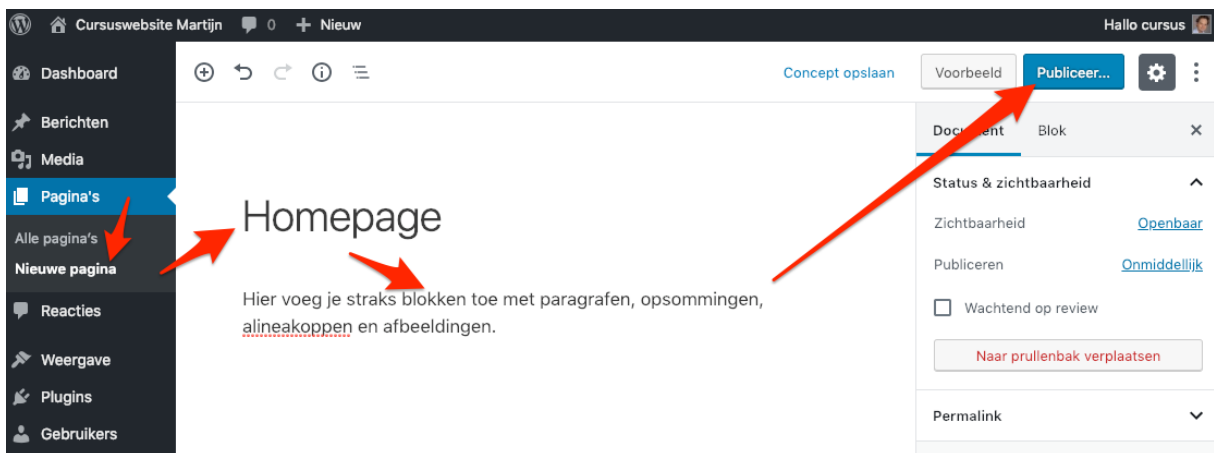 Cursuswebsite Martijn 0 + Nieuw Hallo cursus
Dashboard
Berichten
Media
Pagina's
Alle pagina's
Nieuwe pagina
Reacties
Weergave
Plugins
Gebruikers
Concept opslaan Voorbeeld Publiceer...
Homepage
Hier voeg je straks blokken toe met paragrafen, opsommingen,
alineakoppen en afbeeldingen.
Document Blok
Status & zichtbaarheid
Zichtbaarheid Openbaar
Publiceren Onmiddellijk
Wachtend op review
Naar prullenbak verplaatsen
Permalink